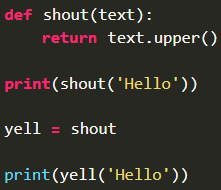 def shout(text):
    return text.upper()
print(shout('Hello'))
yell = shout
print(yell('Hello'))